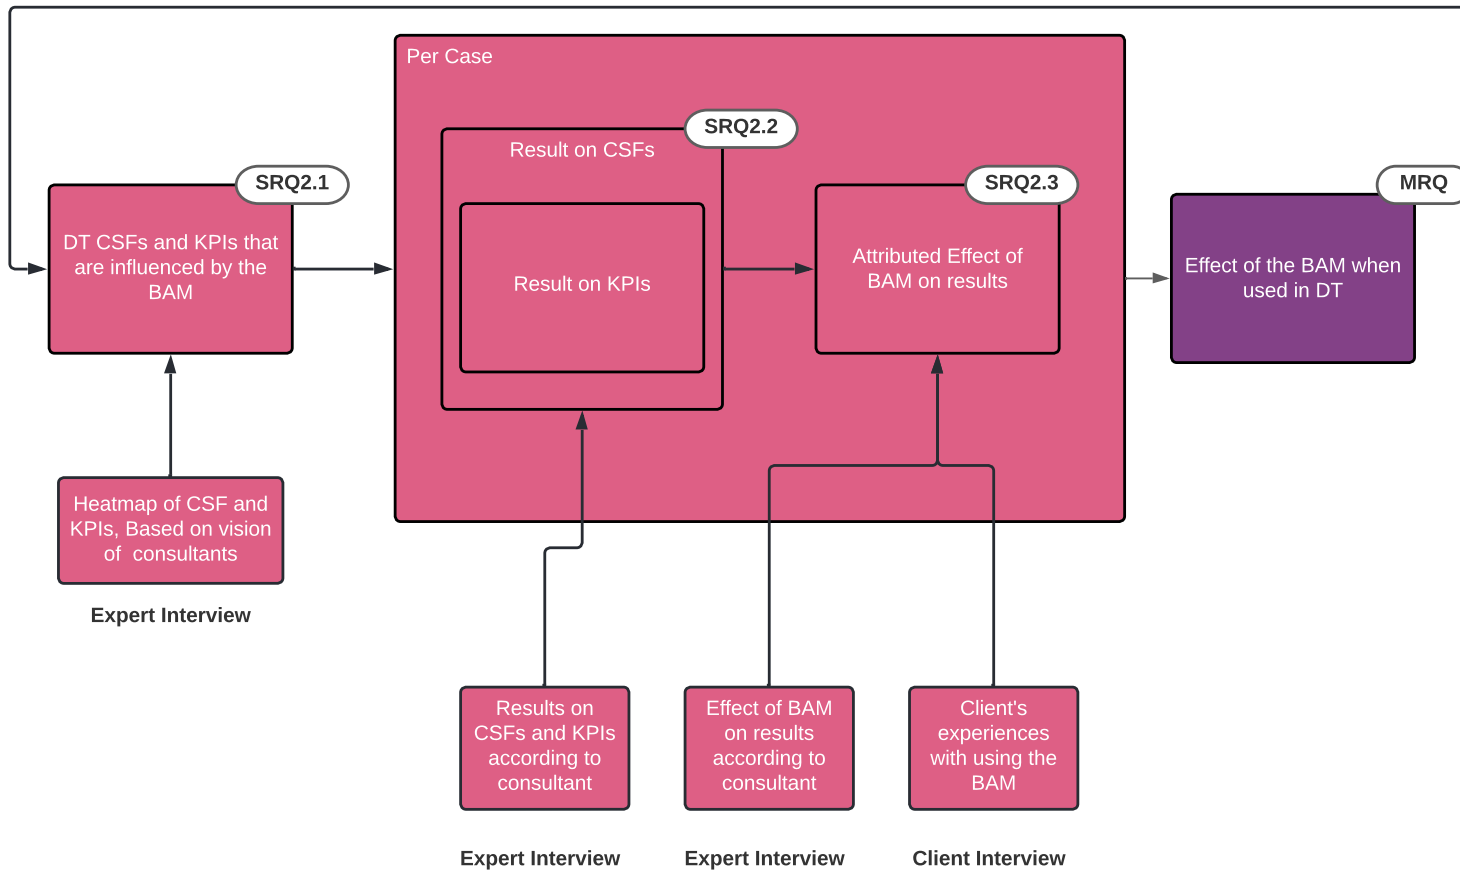 Per Case
SRQ2.2
Result on CSFs
SRQ2.1
SRQ2.3
MRQ
DT CSFs and KPIs that
are influenced by the
BAM
Result on KPIs
Attributed Effect of
BAM on results
Effect of the BAM when
used in DT
Heatmap of CSF and
KPIs, Based on vision
of consultants
Expert Interview
Results on
CSFs and KPIs
according to
consultant
Effect of BAM
on results
according to
consultant
Client's
experiences
with using the
BAM
Expert Interview
Expert Interview
Client Interview